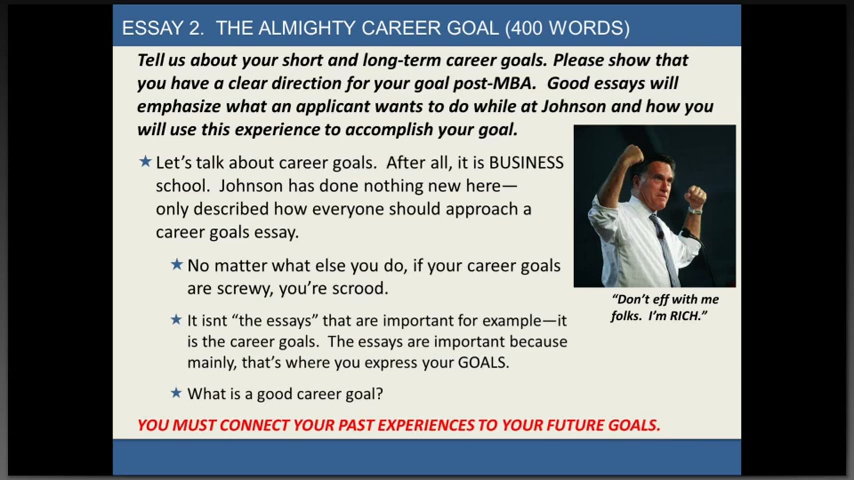 ESSAY 2. THE ALMIGHTY CAREER GOAL (400 WORDS)
Tell us about your short and long-term career goals. Please show that
you have a clear direction for your goal post-MBA. Good essays will
emphasize what an applicant wants to do while at Johnson and how you
will use this experience to accomplish your goal.
★ Let's talk about career goals. After all, it is BUSINESS
school. Johnson has done nothing new here—
only described how everyone should approach a
career goals essay.
★ No matter what else you do, if your career goals
are screwy, you're scrood.
★ It isnt “the essays” that are important for example—it
is the career goals. The essays are important because
mainly, that's where you express your GOALS.
★ What is a good career goal?
“Don't eff with me
folks. I'm RICH.”
YOU MUST CONNECT YOUR PAST EXPERIENCES TO YOUR FUTURE GOALS.